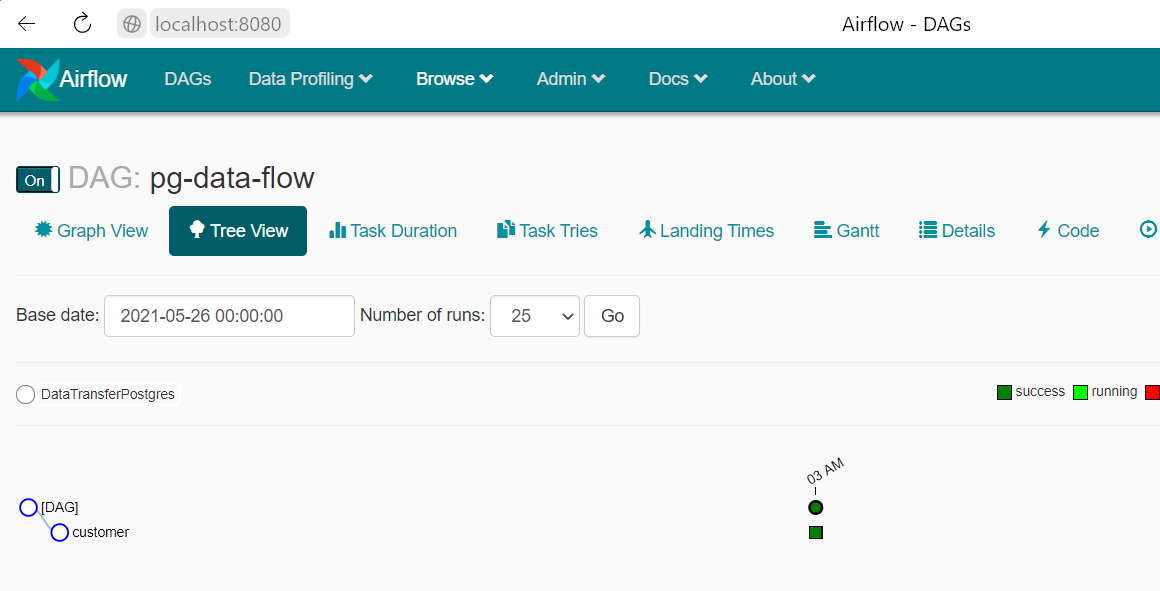 localhost:8080 Airflow - DAGs
Airflow DAGs Data Profiling Browse Admin Docs About
On DAG: pg-data-flow
Graph View Tree View Task Duration Task Tries Landing Times Gantt Details Code
Base date: 2021-05-26 00:00:00 Number of runs: 25 Go
DataTransferPostgres success running
03 AM
[DAG]
customer